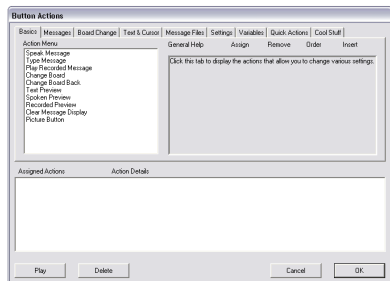 Button Actions
Basics Messages Board Change Text & Cursor Message Files Settings Variables Quick Actions Cool Stuff
Action Menu General Help Assign Remove Order Insert
Speak Message
Type Message
Play Recorded Message
Change Board
Change Board Back
Text Preview
Spoken Preview
Recorded Preview
Clear Message Display
Picture Button
Click this tab to display the actions that allow you to change various settings.
Assigned Actions Action Details
Play Delete Cancel OK